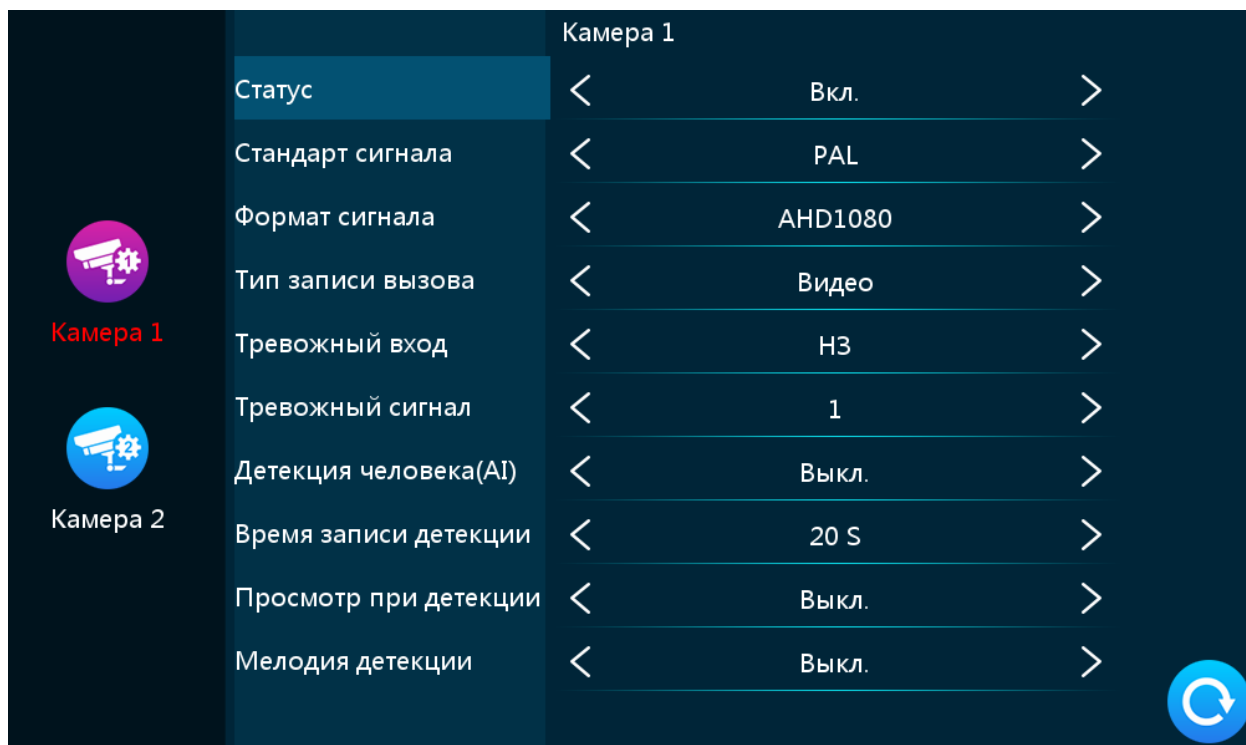 Камера 1
Статус Вкл.
Стандарт сигнала PAL
Формат сигнала AHD1080
Тип записи вызова Видео
Тревожный вход НЗ
Тревожный сигнал 1
Детекция человека(AI) Выкл.
Время записи детекции 20 S
Просмотр при детекции Выкл.
Мелодия детекции Выкл.
1
Камера 1
2
Камера 2